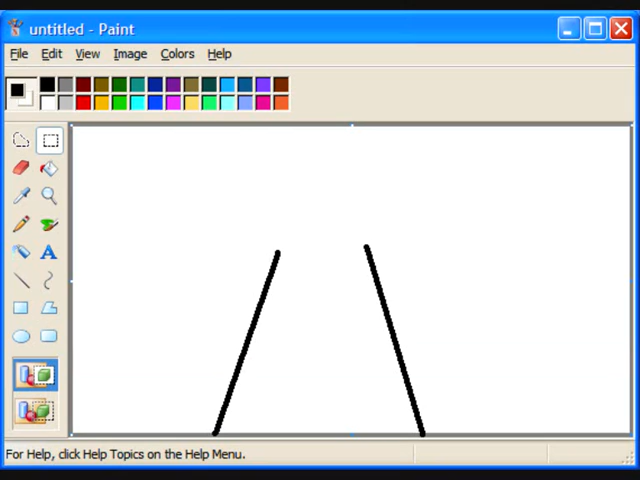 untitled - Paint
File Edit View Image Colors Help
A
For Help, click Help Topics on the Help Menu.